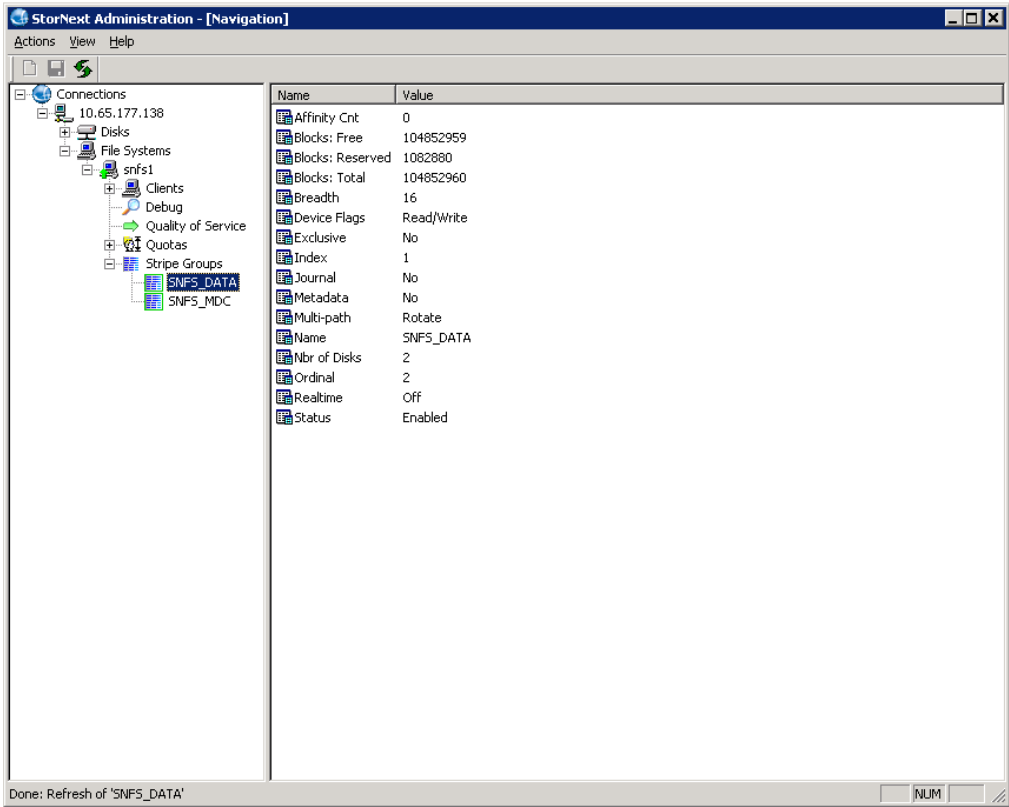 StorNext Administration - [Navigation]
Actions View Help
Connections
10.65.177.138
Disks
File Systems
snfs1
Clients
Debug
Quality of Service
Quotas
Stripe Groups
SNFS_DATA
SNFS_MDC
Name Value
Affinity Cnt 0
Blocks: Free 104852959
Blocks: Reserved 1082880
Blocks: Total 104852960
Breadth 16
Device Flags Read/Write
Exclusive No
Index 1
Journal No
Metadata No
Multi-path Rotate
Name SNFS_DATA
Nbr of Disks 2
Ordinal 2
Realtime Off
Status Enabled
Done: Refresh of 'SNFS_DATA'
NUM